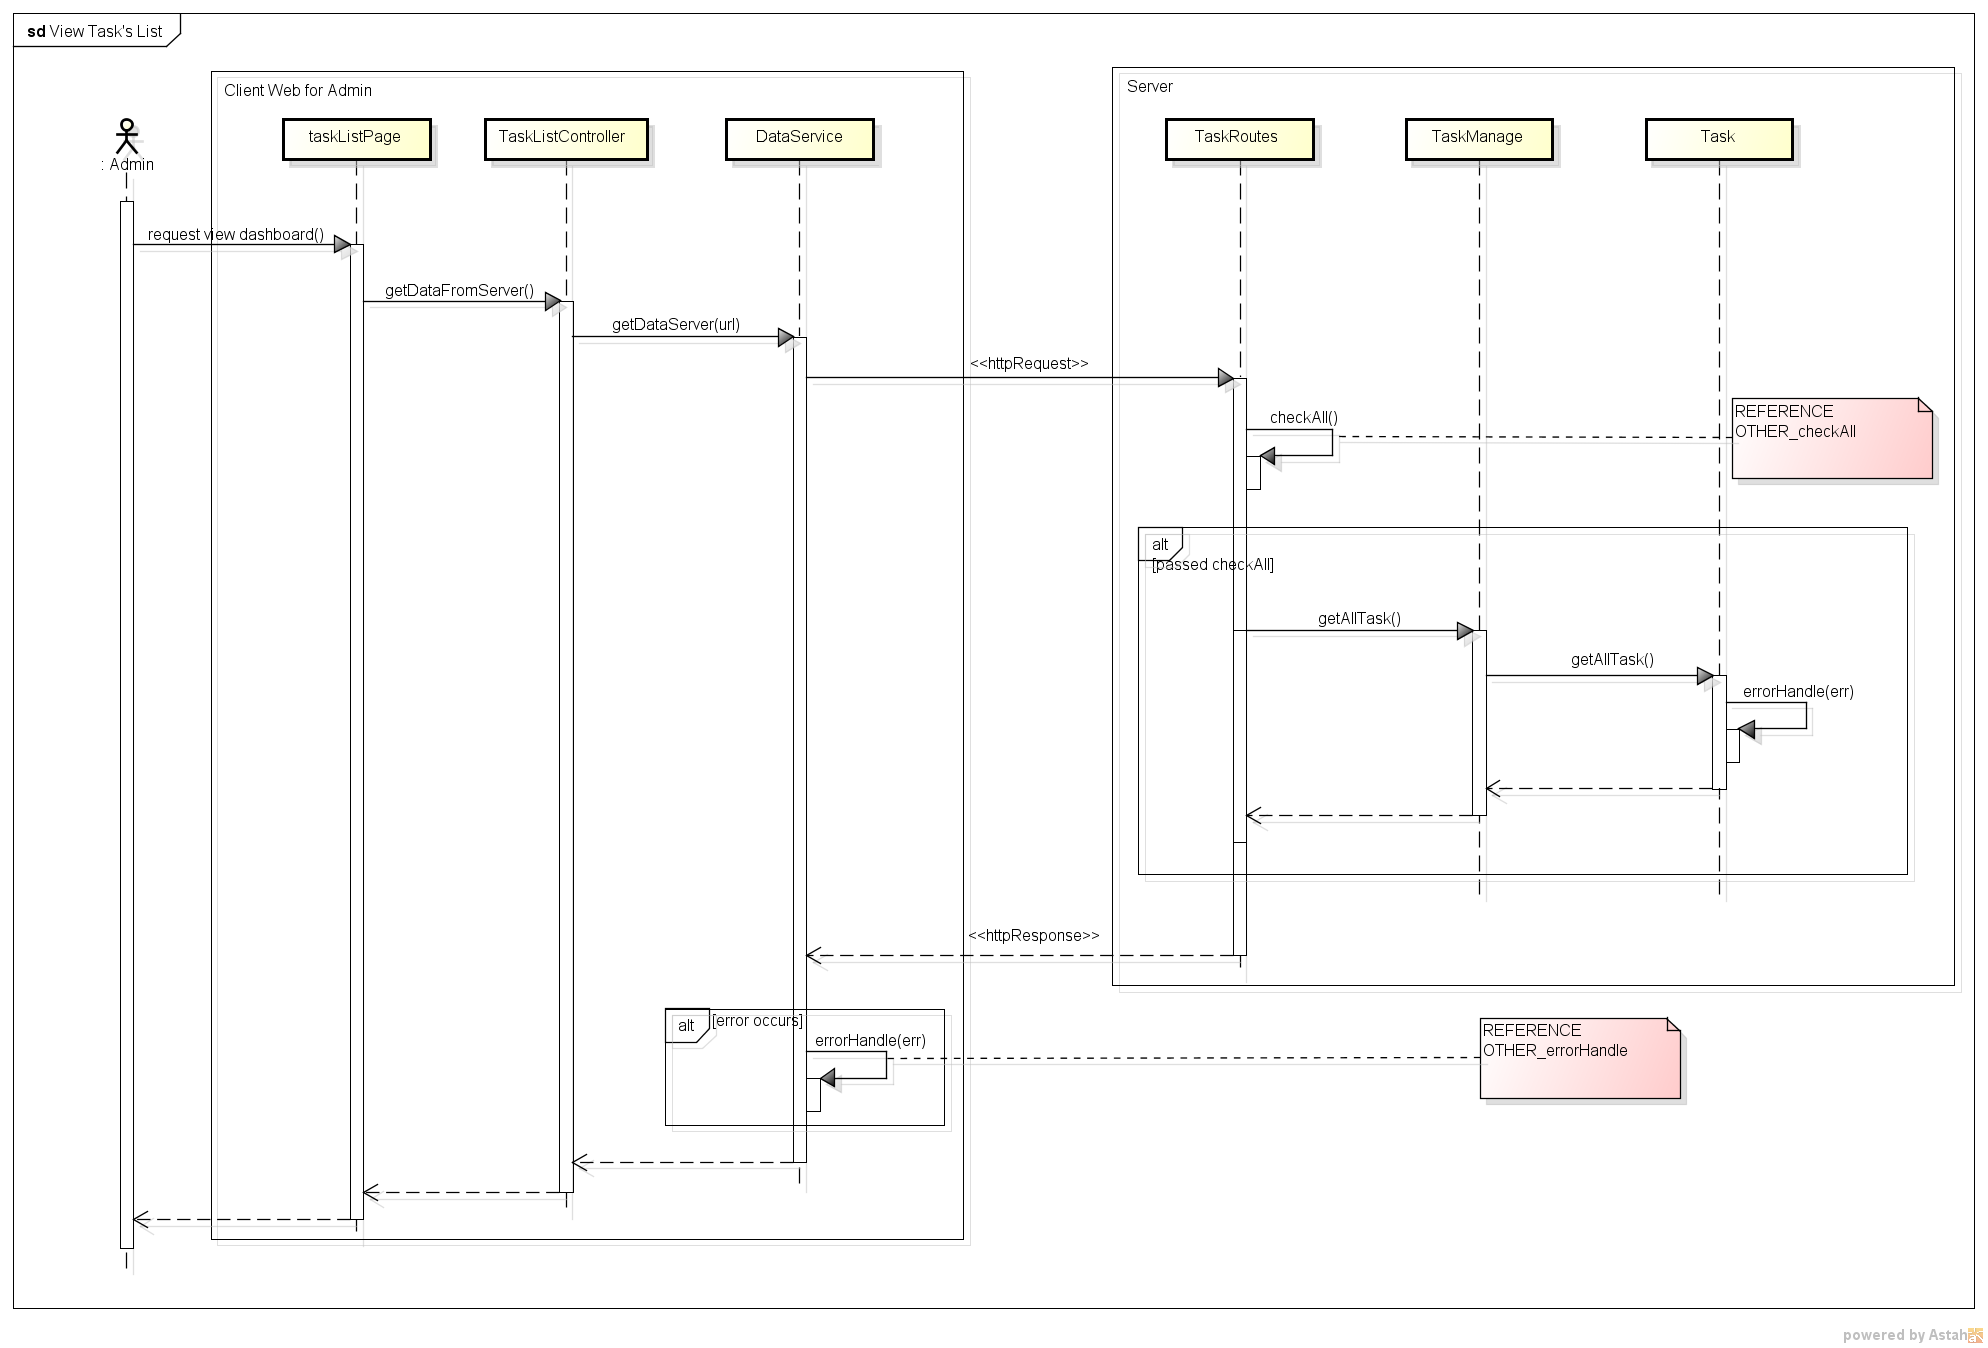 sd View Task's List
Client Web for Admin
Server
: Admin
taskListPage
TaskListController
DataService
TaskRoutes
TaskManage
Task
request view dashboard()
getDataFromServer()
getDataServer(url)
<<httpRequest>>
checkAll()
REFERENCE
OTHER_checkAll
alt
[passed checkAll]
getAllTask()
getAllTask()
errorHandle(err)
<<httpResponse>>
alt
[error occurs]
errorHandle(err)
REFERENCE
OTHER_errorHandle
powered by Astah